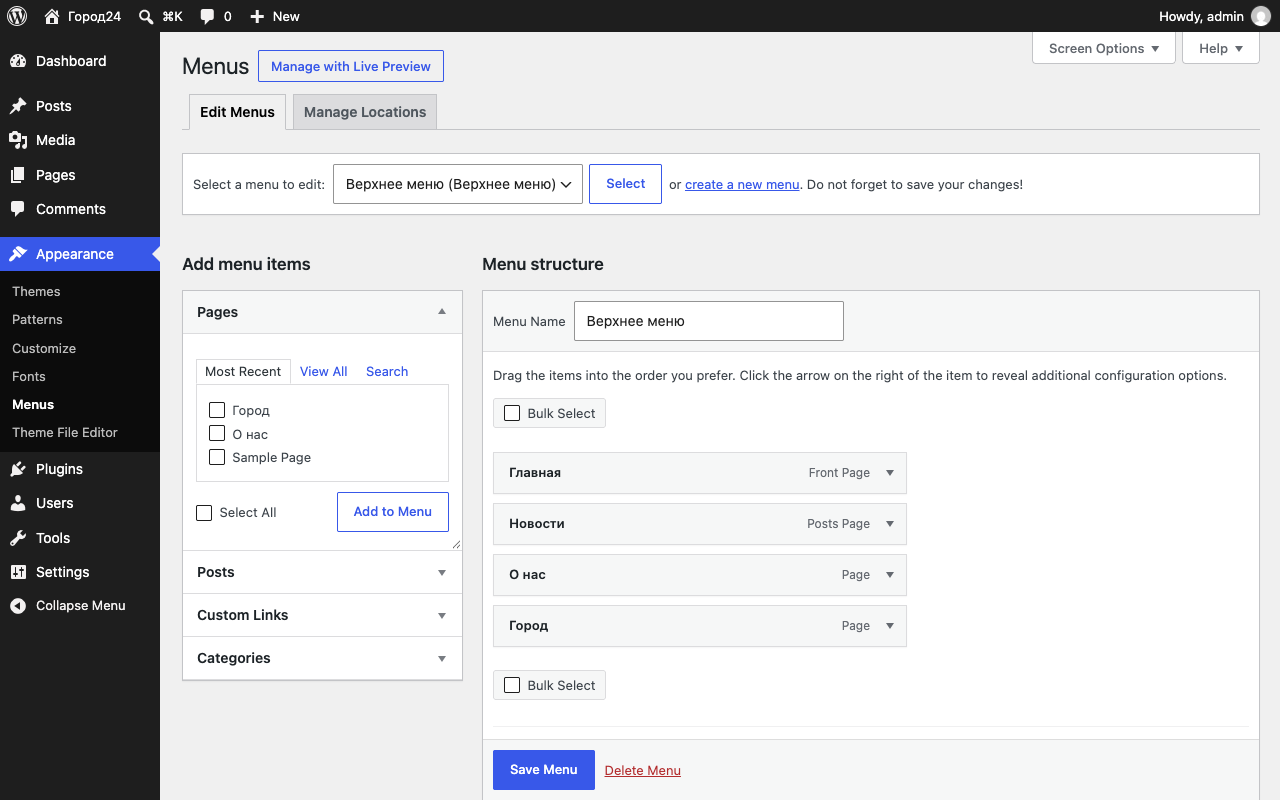 Город24 ⌘K 0 New Howdy, admin
Dashboard
Posts
Media
Pages
Comments
Appearance
Themes
Patterns
Customize
Fonts
Menus
Theme File Editor
Plugins
Users
Tools
Settings
Collapse Menu
Screen Options Help
Menus Manage with Live Preview
Edit Menus Manage Locations
Select a menu to edit: Верхнее меню (Верхнее меню) Select or create a new menu. Do not forget to save your changes!
Add menu items
Pages
Most Recent View All Search
Город
О нас
Sample Page
Select All Add to Menu
Posts
Custom Links
Categories
Menu structure
Menu Name Верхнее меню
Drag the items into the order you prefer. Click the arrow on the right of the item to reveal additional configuration options.
Bulk Select
Главная Front Page
Новости Posts Page
О нас Page
Город Page
Bulk Select
Save Menu Delete Menu